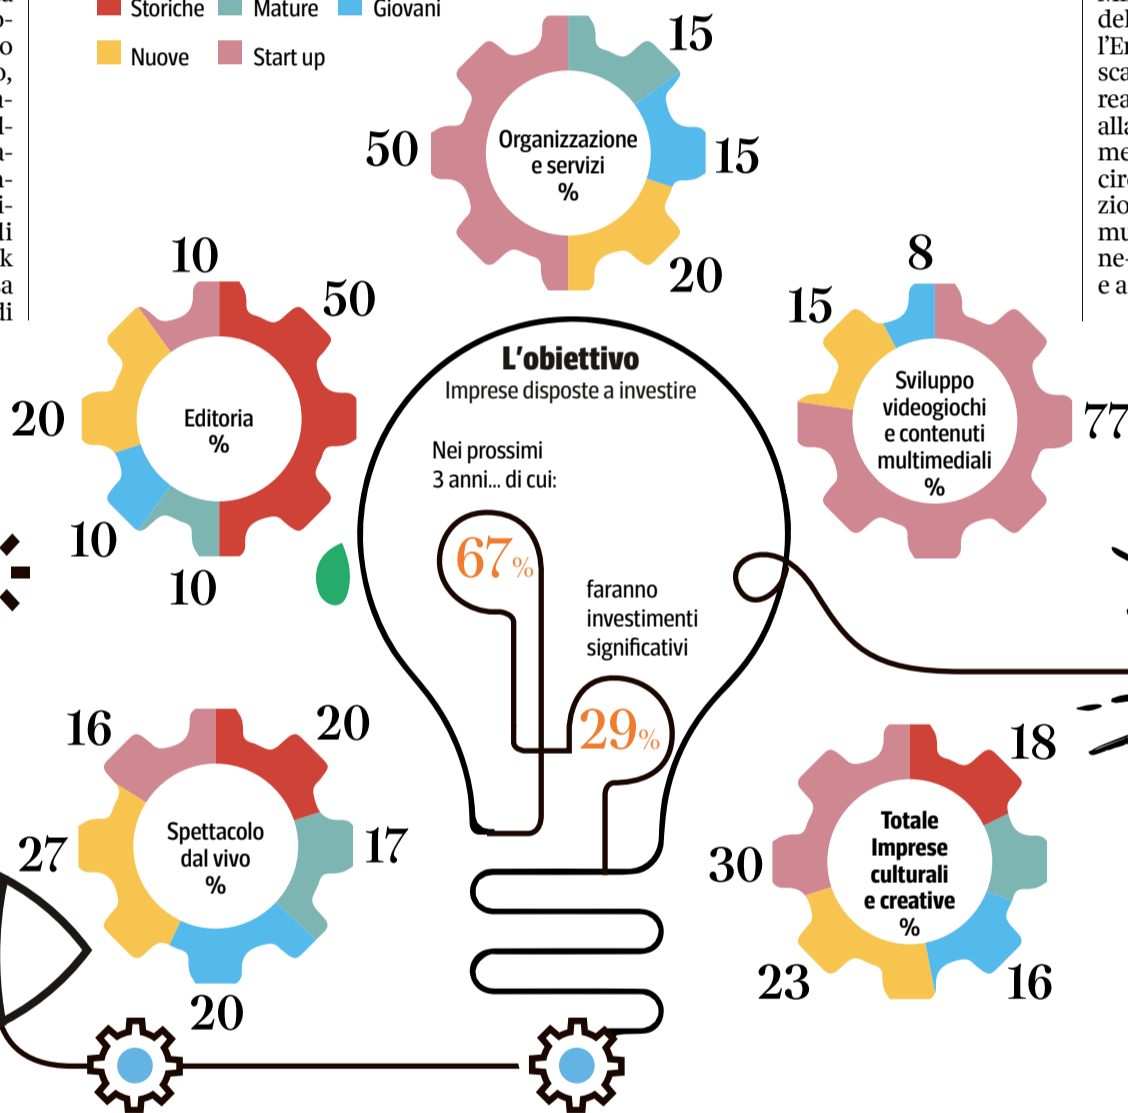 Storiche Mature Giovani
Nuove Start up
15
50
Organizzazione
e servizi
%
15
20
10
50
20
Editoria
%
10
10
L'obiettivo
Imprese disposte a investire
Nei prossimi
3 anni... di cui:
67%
faranno
investimenti
significativi
29%
8
15
Sviluppo
videogiochi
e contenuti
multimediali
%
77
16
20
Spettacolo
dal vivo
%
17
27
20
18
Totale
Imprese
culturali
e creative
%
30
23
16